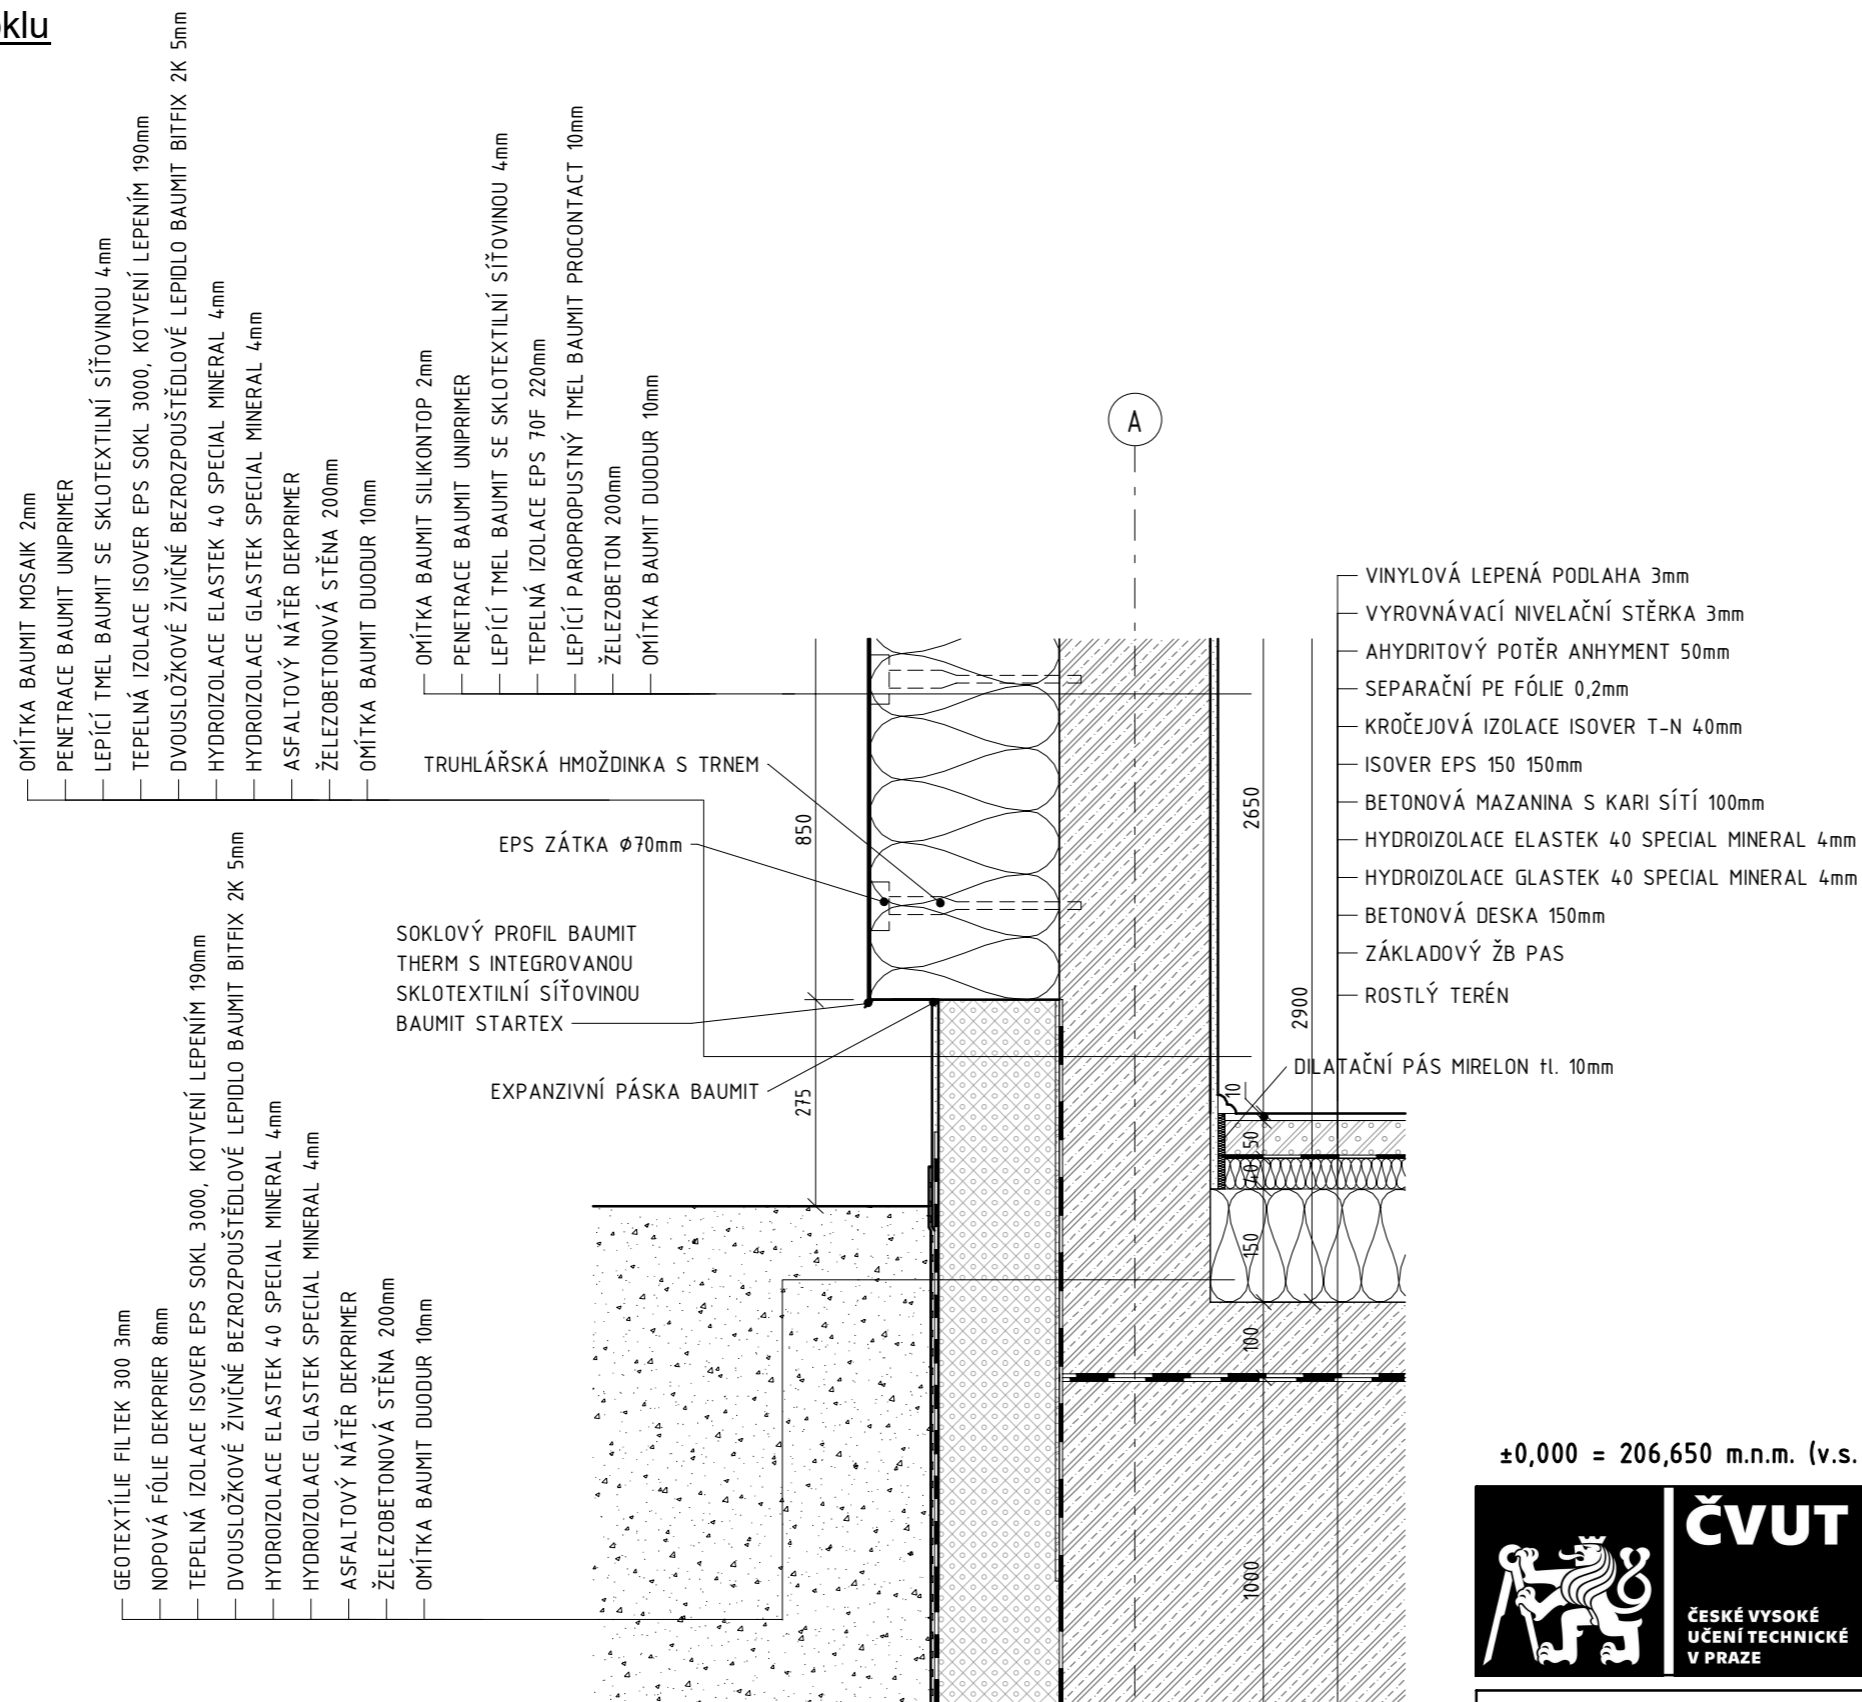 oklu
OMÍTKA BAUMIT MOSAIK 2mm
PENETRACE BAUMIT UNIPRIMER
LEPÍCÍ TMEL BAUMIT SE SKLOTEXTILNÍ SÍŤOVINOU 4mm
TEPELNÁ IZOLACE ISOVER EPS SOKL 3000, KOTVENÍ LEPENÍM 190mm
DVOUSLOŽKOVÉ ŽIVIČNÉ BEZROZPOUŠTĚDLOVÉ LEPIDLO BAUMIT BITFIX 2K 5mm
HYDROIZOLACE ELASTEK 40 SPECIAL MINERAL 4mm
HYDROIZOLACE GLASTEK SPECIAL MINERAL 4mm
ASFALTOVÝ NÁTĚR DEKPRIMER
ŽELEZOBETONOVÁ STĚNA 200mm
OMÍTKA BAUMIT DUODUR 10mm
OMÍTKA BAUMIT SILIKONTOP 2mm
PENETRACE BAUMIT UNIPRIMER
LEPÍCÍ TMEL BAUMIT SE SKLOTEXTILNÍ SÍŤOVINOU 4mm
TEPELNÁ IZOLACE EPS 70F 220mm
LEPÍCÍ PAROPROPUSTNÝ TMEL BAUMIT PROCONTACT 10mm
ŽELEZOBETON 200mm
OMÍTKA BAUMIT DUODUR 10mm
A
TRUHLÁŘSKÁ HMOŽDINKA S TRNEM
EPS ZÁTKA Ø70mm
SOKLOVÝ PROFIL BAUMIT
THERM S INTEGROVANOU
SKLOTEXTILNÍ SÍŤOVINOU
BAUMIT STARTEX
EXPANZIVNÍ PÁSKA BAUMIT
850
275
2650
2900
10
50
40
150
100
1000
VINYLOVÁ LEPENÁ PODLAHA 3mm
VYROVNÁVACÍ NIVELAČNÍ STĚRKA 3mm
AHYDRITOVÝ POTĚR ANHYMENT 50mm
SEPARAČNÍ PE FÓLIE 0,2mm
KROČEJOVÁ IZOLACE ISOVER T-N 40mm
ISOVER EPS 150 150mm
BETONOVÁ MAZANINA S KARI SÍTÍ 100mm
HYDROIZOLACE ELASTEK 40 SPECIAL MINERAL 4mm
HYDROIZOLACE GLASTEK 40 SPECIAL MINERAL 4mm
BETONOVÁ DESKA 150mm
ZÁKLADOVÝ ŽB PAS
ROSTLÝ TERÉN
DILATAČNÍ PÁS MIRELON tl. 10mm
GEOTEXTÍLIE FILTEK 300 3mm
NOPOVÁ FÓLIE DEKPRIER 8mm
TEPELNÁ IZOLACE ISOVER EPS SOKL 3000, KOTVENÍ LEPENÍM 190mm
DVOUSLOŽKOVÉ ŽIVIČNÉ BEZROZPOUŠTĚDLOVÉ LEPIDLO BAUMIT BITFIX 2K 5mm
HYDROIZOLACE ELASTEK 40 SPECIAL MINERAL 4mm
HYDROIZOLACE GLASTEK SPECIAL MINERAL 4mm
ASFALTOVÝ NÁTĚR DEKPRIMER
ŽELEZOBETONOVÁ STĚNA 200mm
OMÍTKA BAUMIT DUODUR 10mm
±0,000 = 206,650 m.n.m. (v.s.
ČVUT
ČESKÉ VYSOKÉ
UČENÍ TECHNICKÉ
V PRAZE